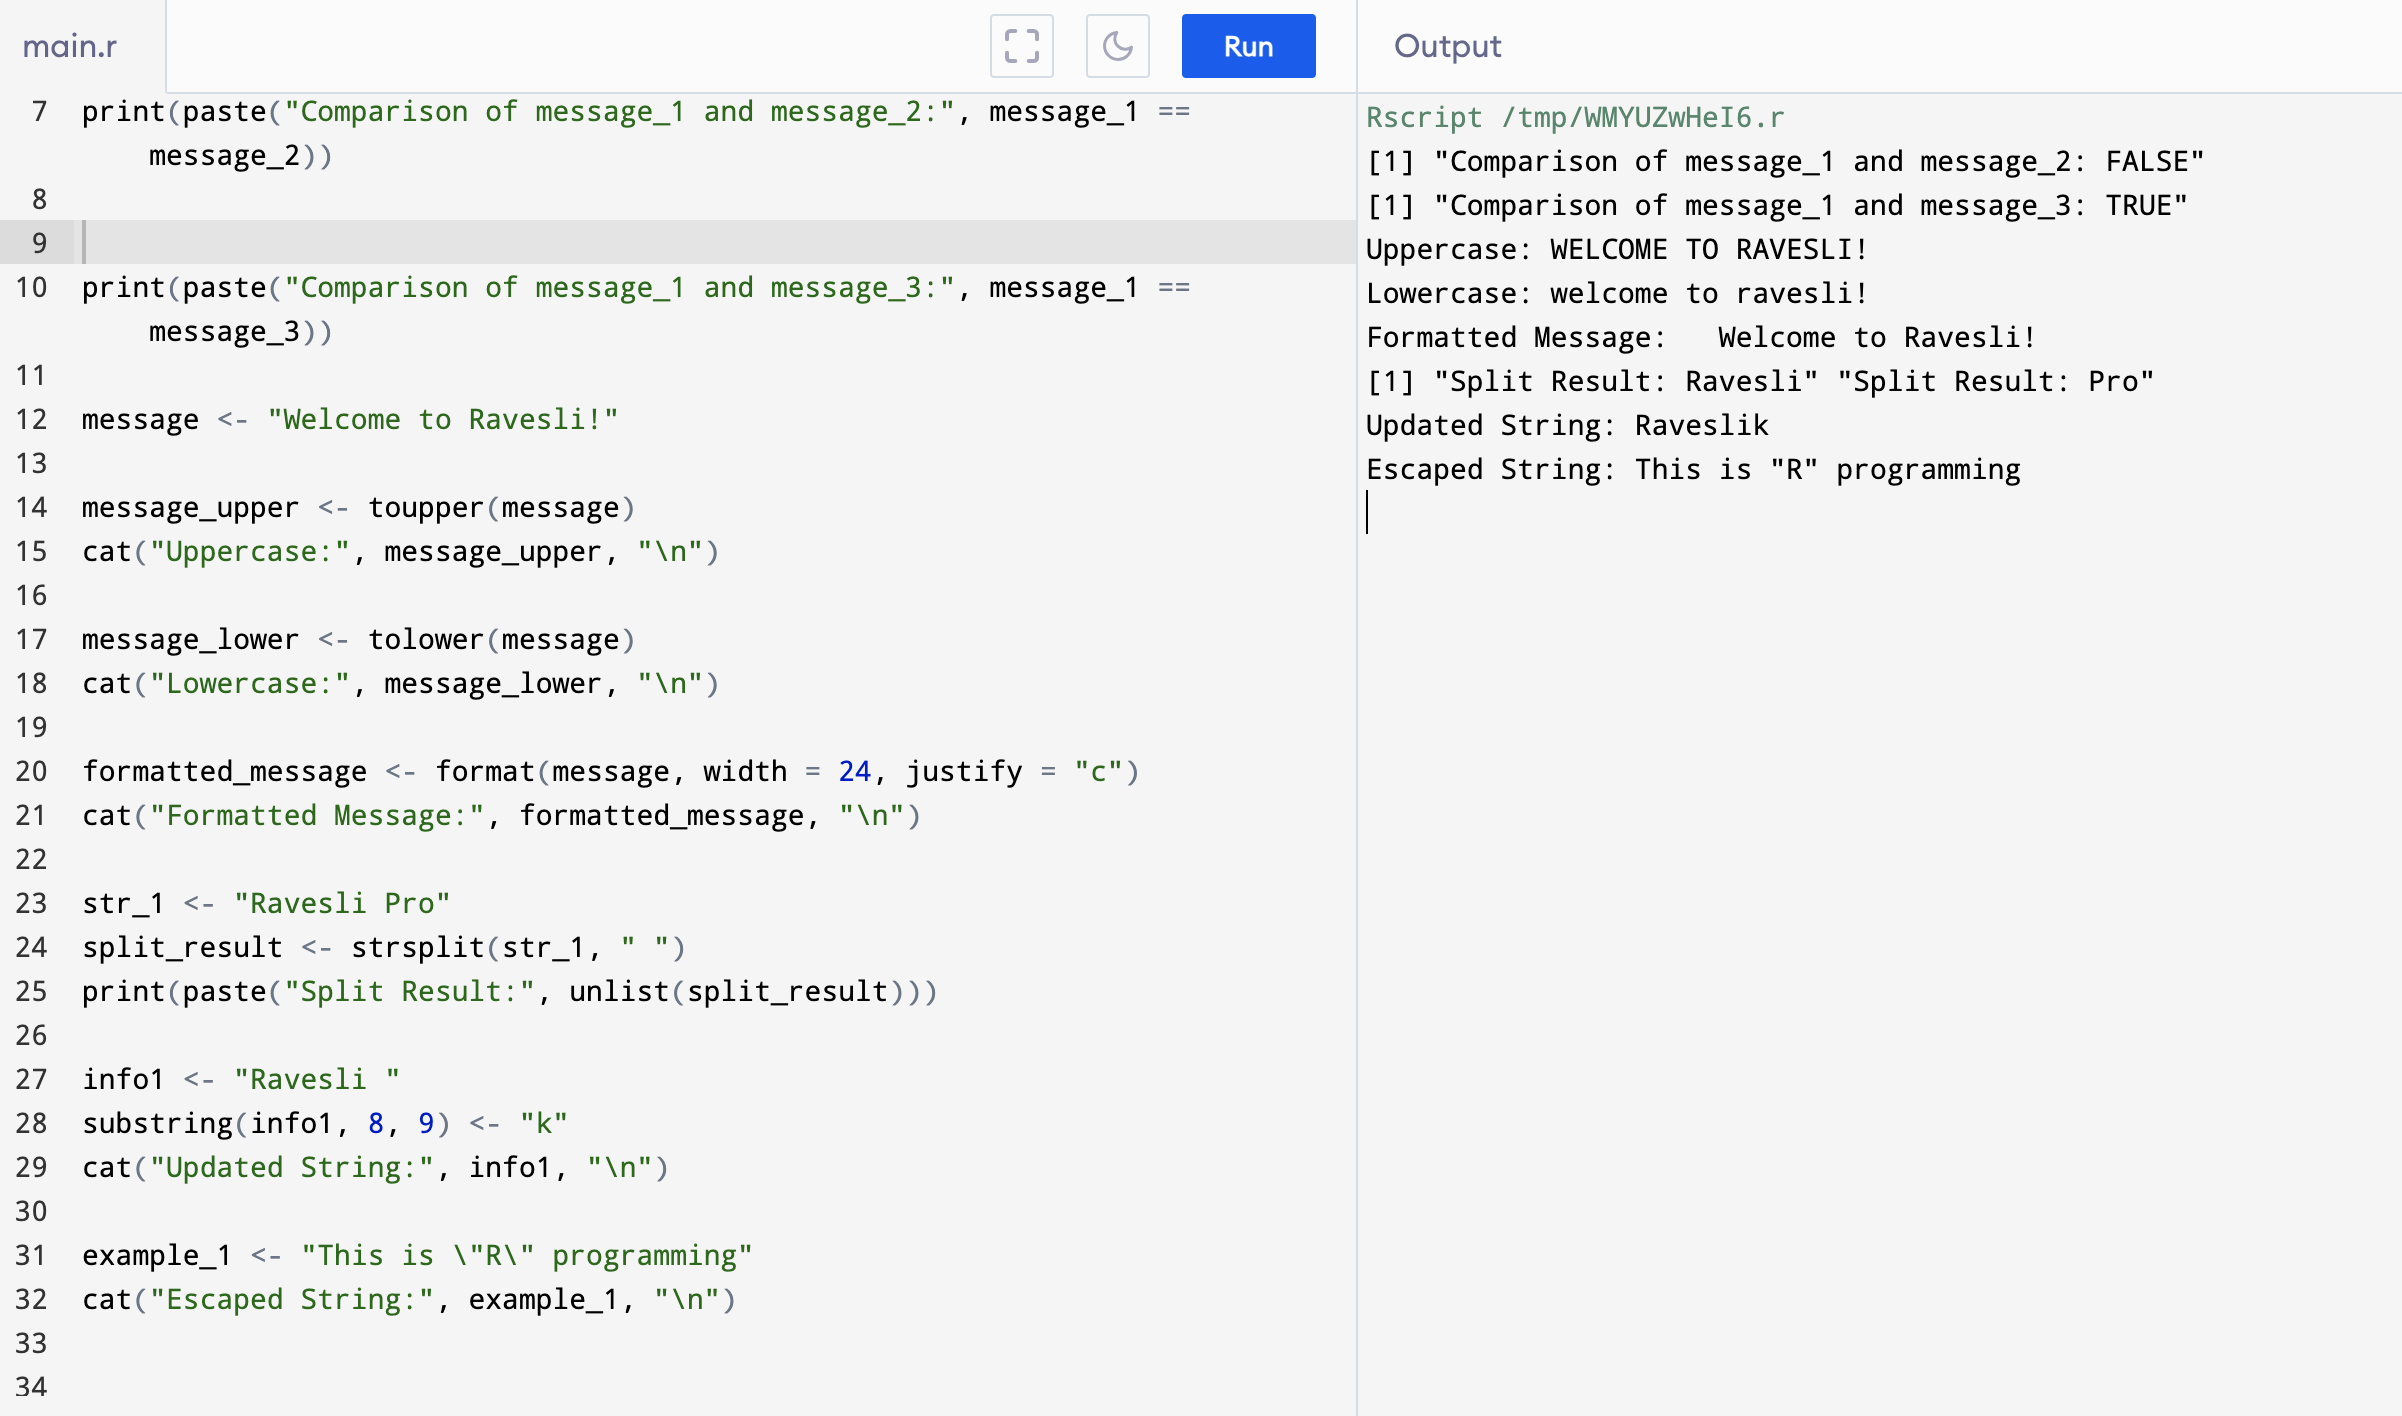 main.r
Run
Output
7 print(paste("Comparison of message_1 and message_2:", message_1 ==
message_2))
8
9
10 print(paste("Comparison of message_1 and message_3:", message_1 ==
message_3))
11
12 message <- "Welcome to Ravesli!"
13
14 message_upper <- toupper(message)
15 cat("Uppercase:", message_upper, "\n")
16
17 message_lower <- tolower(message)
18 cat("Lowercase:", message_lower, "\n")
19
20 formatted_message <- format(message, width = 24, justify = "c")
21 cat("Formatted Message:", formatted_message, "\n")
22
23 str_1 <- "Ravesli Pro"
24 split_result <- strsplit(str_1, " ")
25 print(paste("Split Result:", unlist(split_result)))
26
27 info1 <- "Ravesli "
28 substring(info1, 8, 9) <- "k"
29 cat("Updated String:", info1, "\n")
30
31 example_1 <- "This is \"R\" programming"
32 cat("Escaped String:", example_1, "\n")
33
34
Rscript /tmp/WMYUZwHeI6.r
[1] "Comparison of message_1 and message_2: FALSE"
[1] "Comparison of message_1 and message_3: TRUE"
Uppercase: WELCOME TO RAVESLI!
Lowercase: welcome to ravesli!
Formatted Message:   Welcome to Ravesli!
[1] "Split Result: Ravesli" "Split Result: Pro"
Updated String: Raveslik
Escaped String: This is "R" programming